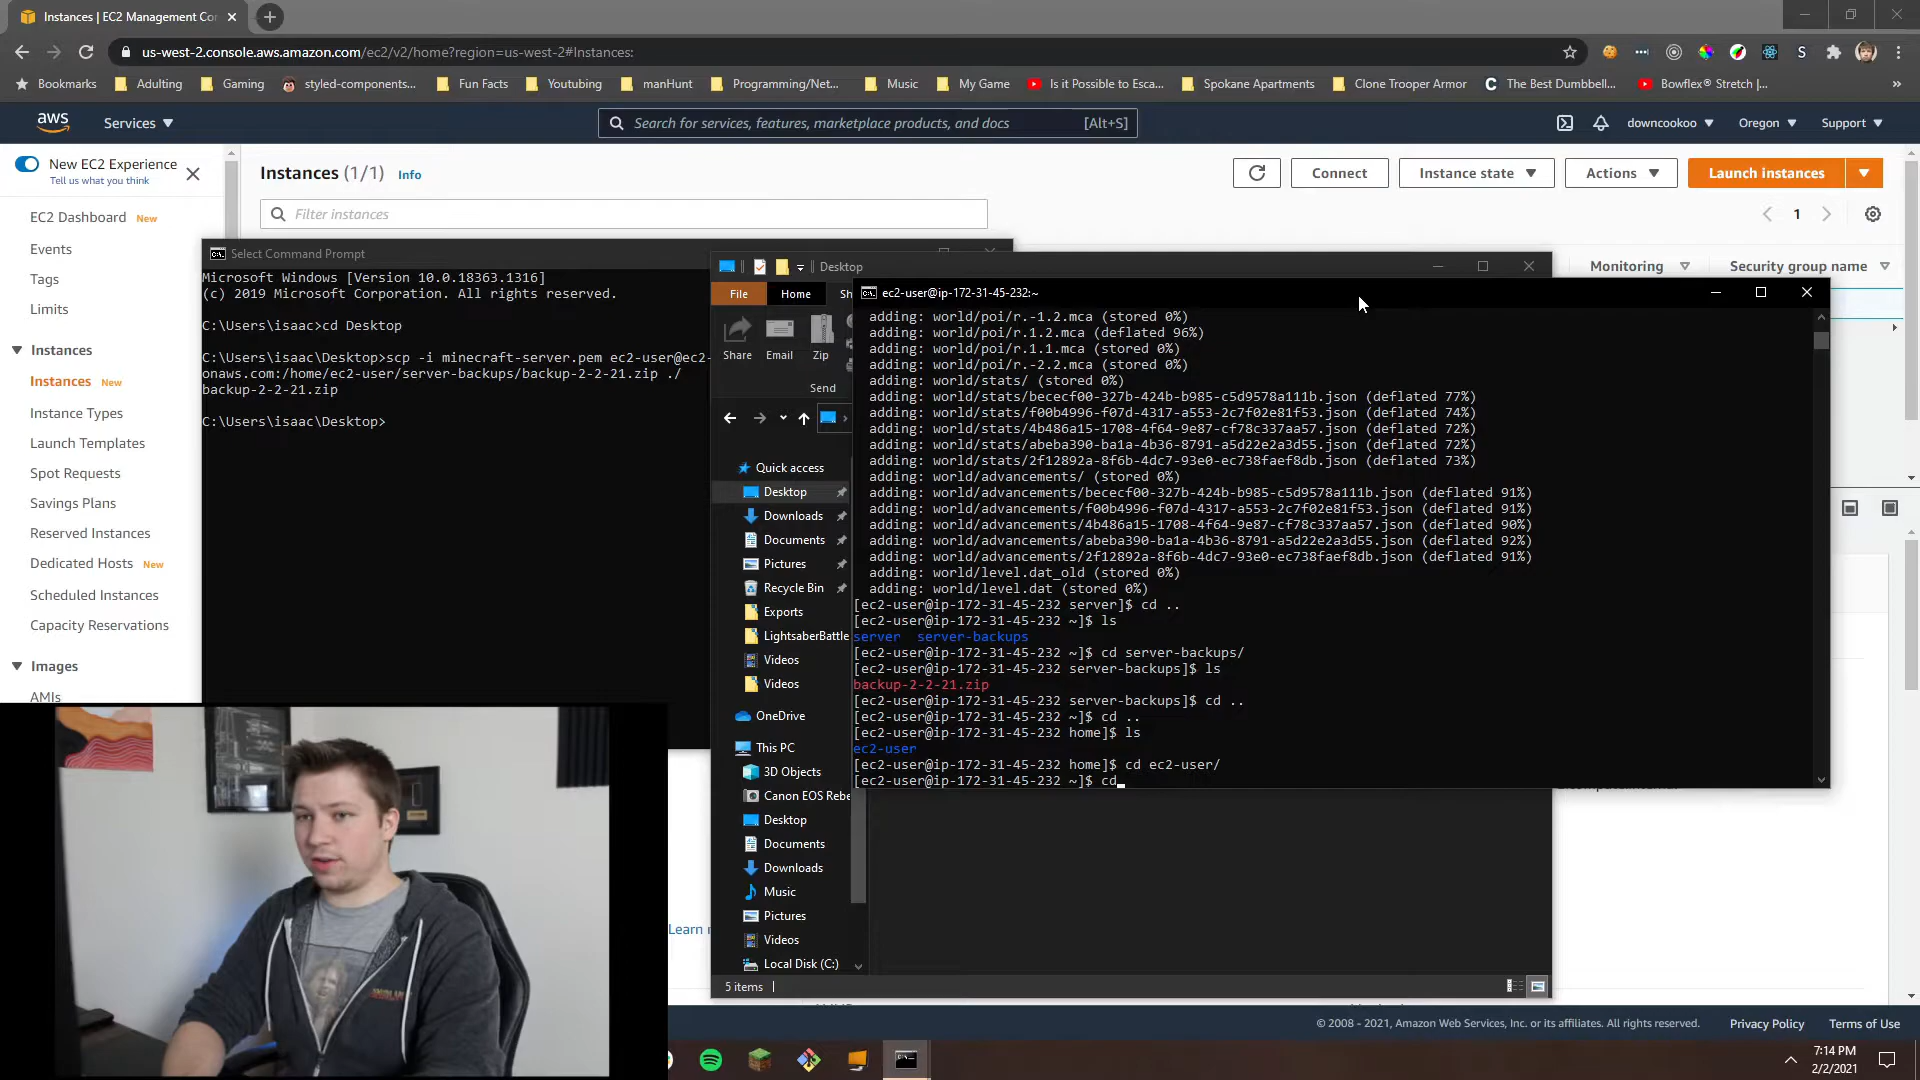 Instances | EC2 Management Co
us-west-2.console.aws.amazon.com/ec2/v2/home?region=us-west-2#Instances:
Bookmarks
Adulting
Gaming
styled-components...
Fun Facts
Youtubing
manHunt
Programming/Net...
Music
My Game
Is it Possible to Esca...
Spokane Apartments
Clone Trooper Armor
The Best Dumbbell...
Bowflex® Stretch |...
aws
Services
Search for services, features, marketplace products, and docs
[Alt+S]
downcookoo
Oregon
Support
New EC2 Experience
Tell us what you think
Instances (1/1)
Info
Connect
Instance state
Actions
Launch instances
Filter instances
1
EC2 Dashboard New
Events
Tags
Limits
Instances
Instances New
Instance Types
Launch Templates
Spot Requests
Savings Plans
Reserved Instances
Dedicated Hosts New
Scheduled Instances
Capacity Reservations
Images
AMIs
Monitoring
Security group name
Select Command Prompt
Microsoft Windows [Version 10.0.18363.1316]
(c) 2019 Microsoft Corporation. All rights reserved.
C:\Users\isaac>cd Desktop
C:\Users\isaac\Desktop>scp -i minecraft-server.pem ec2-user@ec2-
onaws.com:/home/ec2-user/server-backups/backup-2-2-21.zip ./
backup-2-2-21.zip
C:\Users\isaac\Desktop>
Desktop
File
Home
Sh
Share
Email
Zip
Send
Quick access
Desktop
Downloads
Documents
Pictures
Recycle Bin
Exports
LightsaberBattle
Videos
Videos
OneDrive
This PC
3D Objects
Canon EOS Rebe
Desktop
Documents
Downloads
Music
Pictures
Videos
Local Disk (C:)
5 items
ec2-user@ip-172-31-45-232:~
adding: world/poi/r.-1.2.mca (stored 0%)
adding: world/poi/r.1.2.mca (deflated 96%)
adding: world/poi/r.1.1.mca (stored 0%)
adding: world/poi/r.-2.2.mca (stored 0%)
adding: world/stats/ (stored 0%)
adding: world/stats/bececf00-327b-424b-b985-c5d9578a111b.json (deflated 77%)
adding: world/stats/f00b4996-f07d-4317-a553-2c7f02e81f53.json (deflated 74%)
adding: world/stats/4b486a15-1708-4f64-9e87-cf78c337aa57.json (deflated 72%)
adding: world/stats/abeba390-ba1a-4b36-8791-a5d22e2a3d55.json (deflated 72%)
adding: world/stats/2f12892a-8f6b-4dc7-93e0-ec738faef8db.json (deflated 73%)
adding: world/advancements/ (stored 0%)
adding: world/advancements/bececf00-327b-424b-b985-c5d9578a111b.json (deflated 91%)
adding: world/advancements/f00b4996-f07d-4317-a553-2c7f02e81f53.json (deflated 91%)
adding: world/advancements/4b486a15-1708-4f64-9e87-cf78c337aa57.json (deflated 90%)
adding: world/advancements/abeba390-ba1a-4b36-8791-a5d22e2a3d55.json (deflated 92%)
adding: world/advancements/2f12892a-8f6b-4dc7-93e0-ec738faef8db.json (deflated 91%)
adding: world/level.dat_old (stored 0%)
adding: world/level.dat (stored 0%)
[ec2-user@ip-172-31-45-232 server]$ cd ..
[ec2-user@ip-172-31-45-232 ~]$ ls
server server-backups
[ec2-user@ip-172-31-45-232 ~]$ cd server-backups/
[ec2-user@ip-172-31-45-232 server-backups]$ ls
backup-2-2-21.zip
[ec2-user@ip-172-31-45-232 server-backups]$ cd ..
[ec2-user@ip-172-31-45-232 ~]$ cd ..
[ec2-user@ip-172-31-45-232 home]$ ls
ec2-user
[ec2-user@ip-172-31-45-232 home]$ cd ec2-user/
[ec2-user@ip-172-31-45-232 ~]$ cd
Learn
© 2008 - 2021, Amazon Web Services, Inc. or its affiliates. All rights reserved.
Privacy Policy
Terms of Use
7:14 PM
2/2/2021